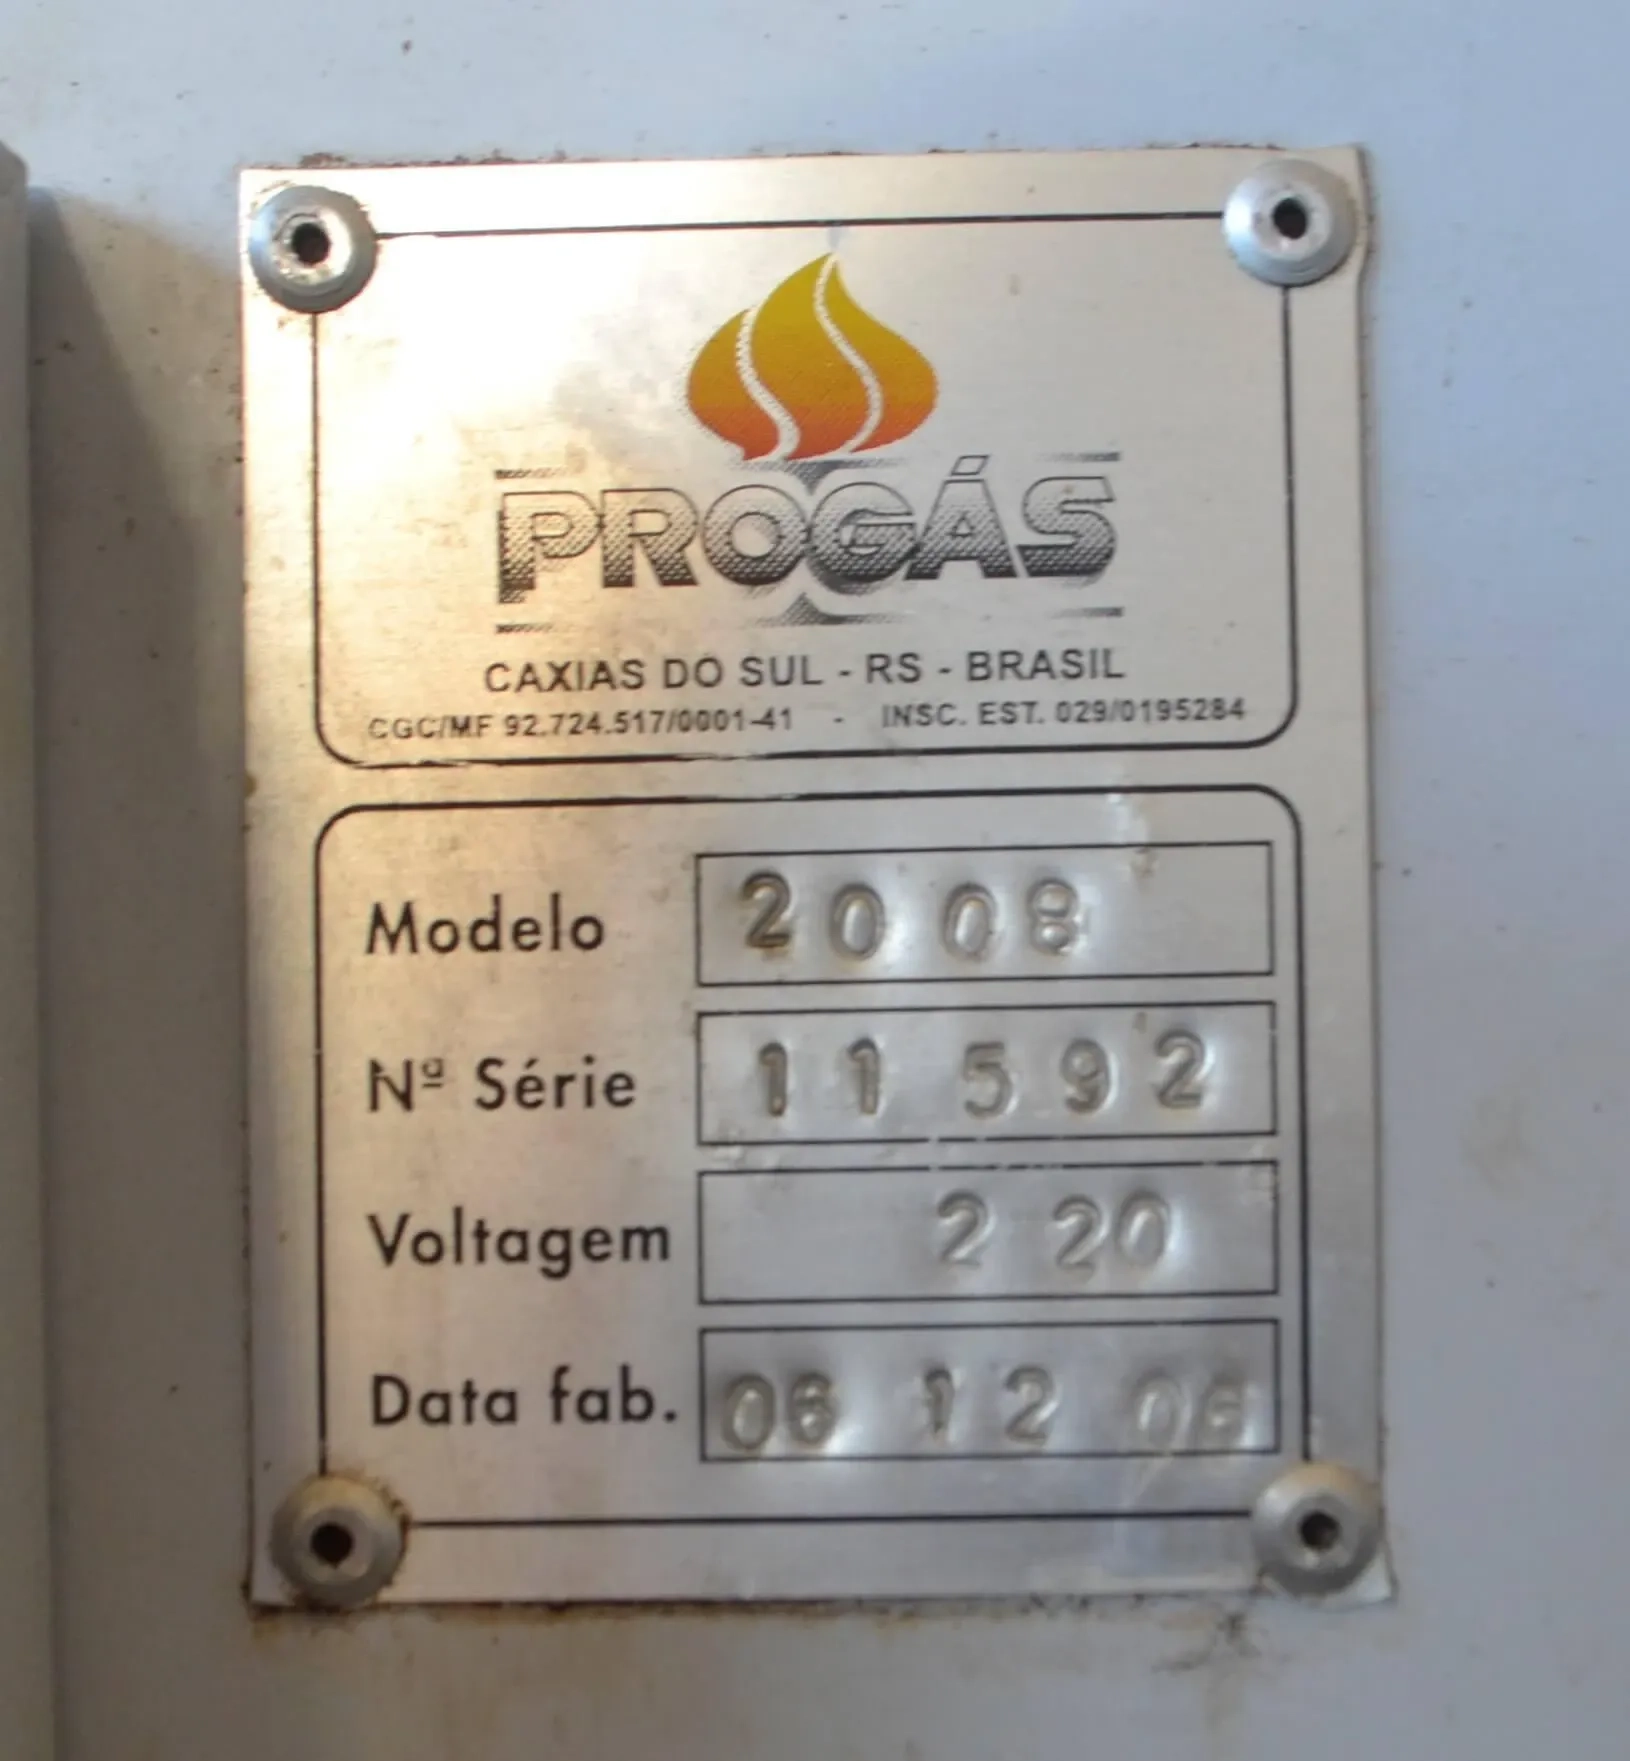 PROGÁS
CAXIAS DO SUL - RS - BRASIL
CGC/MF 92.724.517/0001-41 - INSC. EST. 029/0195284
Modelo 2008
Nº Série 11592
Voltagem 220
Data fab. 06 12 06